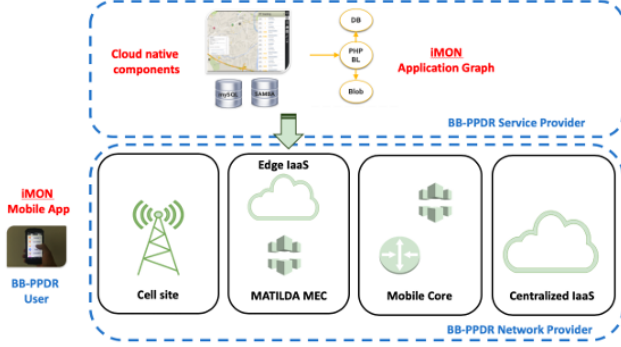 Cloud native
components
DB
PHP
BL
Blob
iMON
Application Graph
mySQL
SAMBA
BB-PPDR Service Provider
iMON
Mobile App
BB-PPDR
User
Edge IaaS
Cell site
MATILDA MEC
Mobile Core
Centralized IaaS
BB-PPDR Network Provider